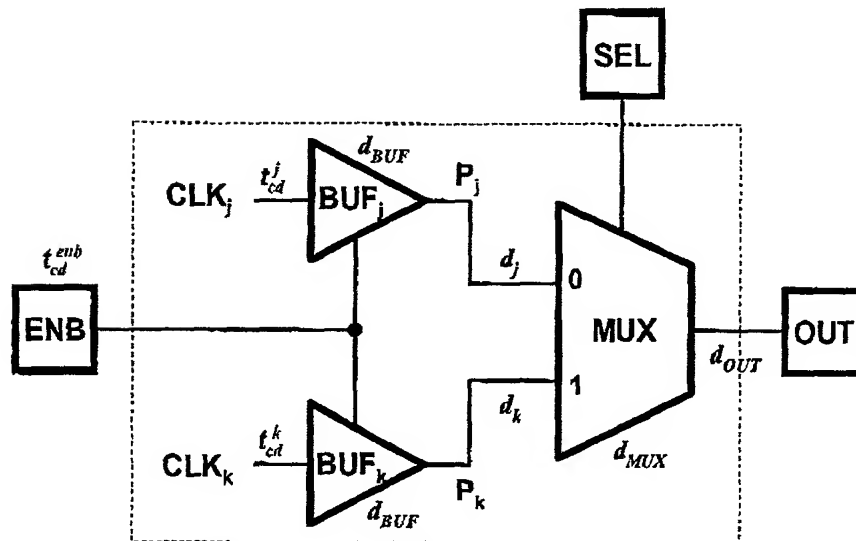 SEL
d_BUF
t_cd^j
CLK_j
BUF_j
P_j
t_cd^enb
d_j
0
ENB
MUX
OUT
d_OUT
1
d_k
t_cd^k
CLK_k
BUF_k
P_k
d_MUX
d_BUF